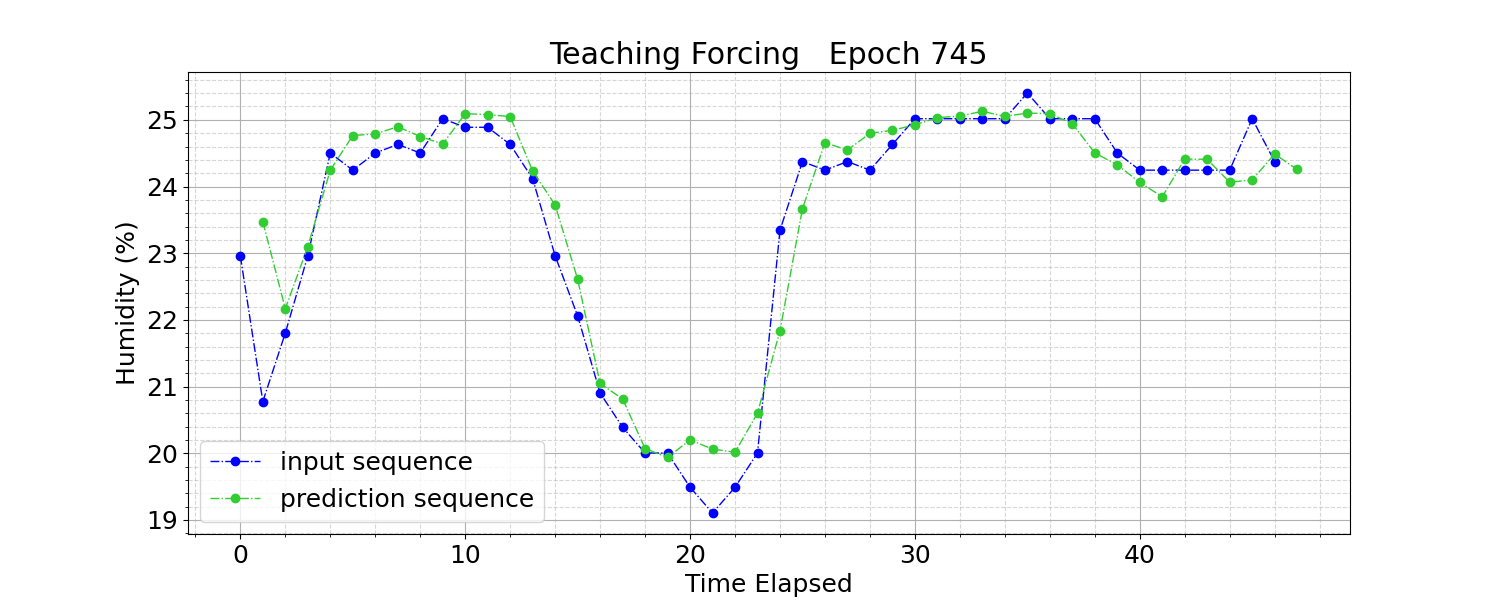 Teaching Forcing   Epoch 745
25
24
23
22
21
20
19
Humidity (%)
input sequence
prediction sequence
0 10 20 30 40
Time Elapsed